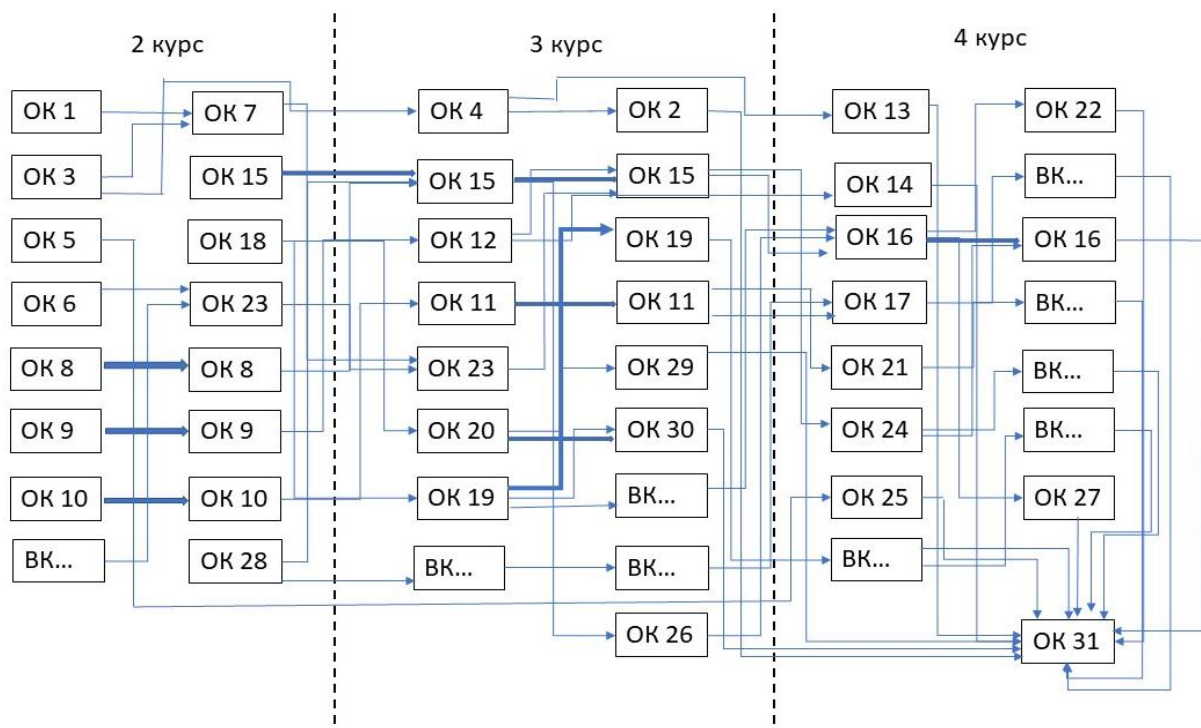 2 курс
3 курс
4 курс
ОК 1
ОК 7
ОК 4
ОК 2
ОК 13
ОК 22
ОК 3
ОК 15
ОК 15
ОК 15
ОК 14
ВК...
ОК 5
ОК 18
ОК 12
ОК 19
ОК 16
ОК 16
ОК 6
ОК 23
ОК 11
ОК 11
ОК 17
ВК...
ОК 8
ОК 8
ОК 23
ОК 29
ОК 21
ВК...
ОК 9
ОК 9
ОК 20
ОК 30
ОК 24
ВК...
ОК 10
ОК 10
ОК 19
ВК...
ОК 25
ОК 27
ВК...
ОК 28
ВК...
ВК...
ВК...
ОК 26
ОК 31